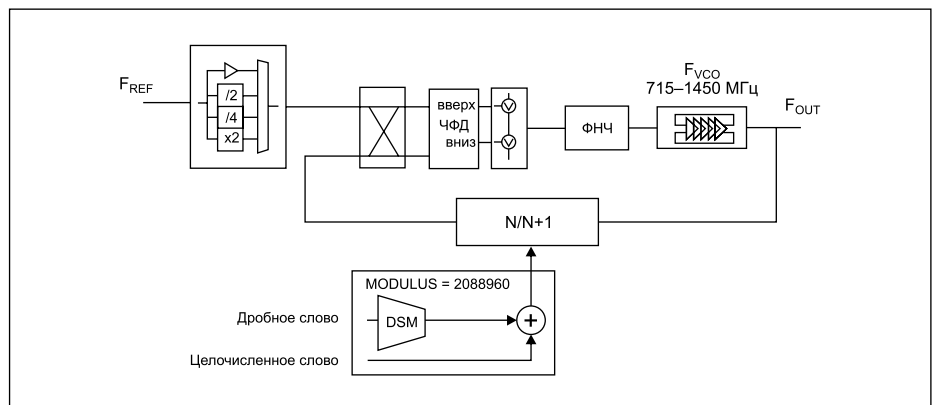 F_REF
/2
/4
x2
вверх
ЧФД
вниз
ФНЧ
F_VCO
715–1450 МГц
F_OUT
N/N+1
MODULUS = 2088960
Дробное слово
DSM
+
Целочисленное слово